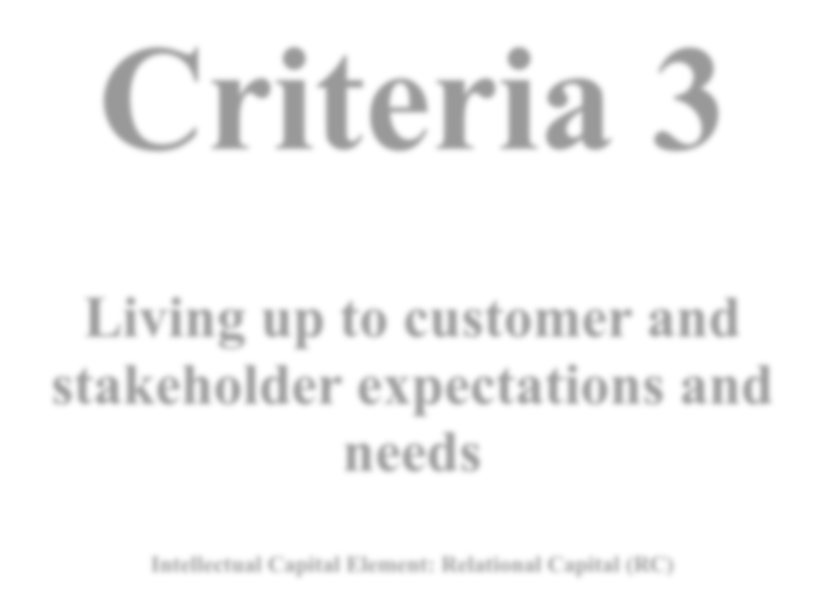 Criteria 3
Living up to customer and
stakeholder expectations and
needs
Intellectual Capital Element: Relational Capital (RC)